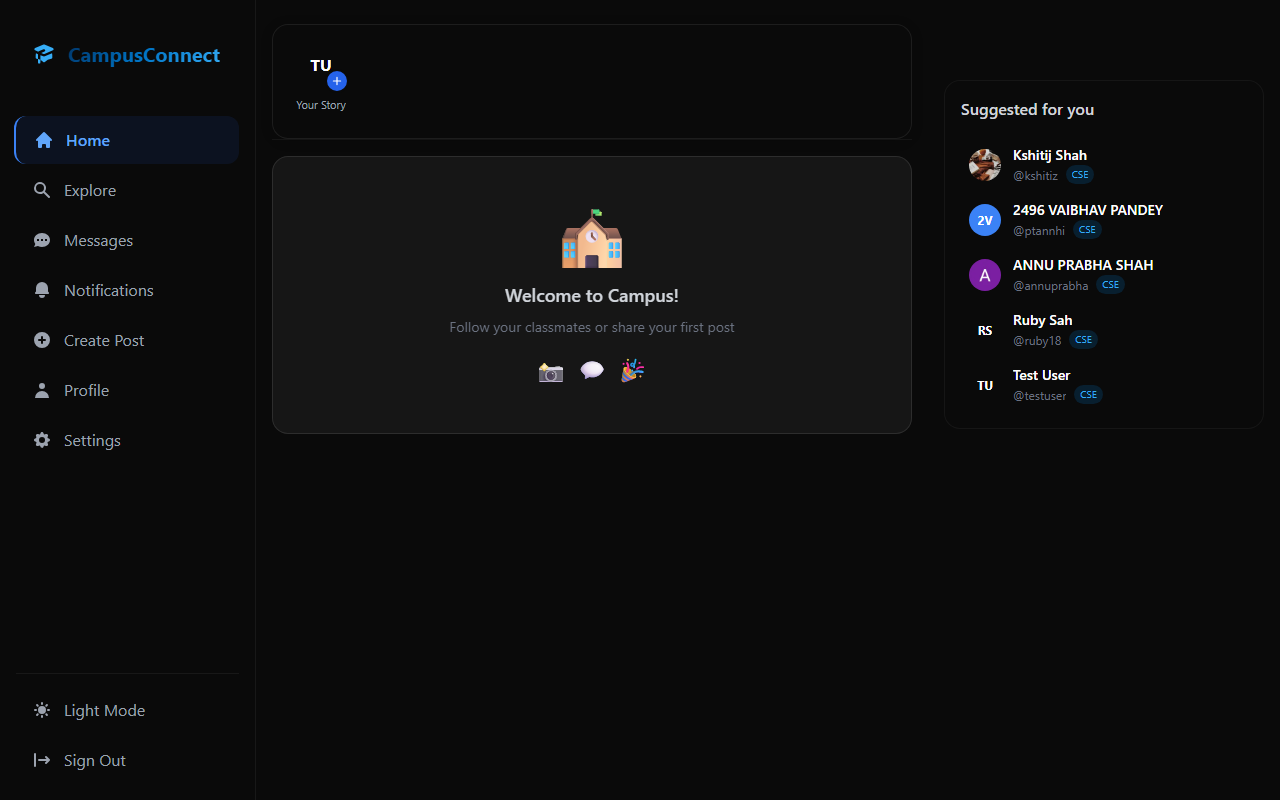 CampusConnect
Home
Explore
Messages
Notifications
Create Post
Profile
Settings
Light Mode
Sign Out
TU
Your Story
Welcome to Campus!
Follow your classmates or share your first post
Suggested for you
Kshitij Shah
@kshitiz CSE
2V
2496 VAIBHAV PANDEY
@ptannhi CSE
A
ANNU PRABHA SHAH
@annuprabha CSE
RS
Ruby Sah
@ruby18 CSE
TU
Test User
@testuser CSE